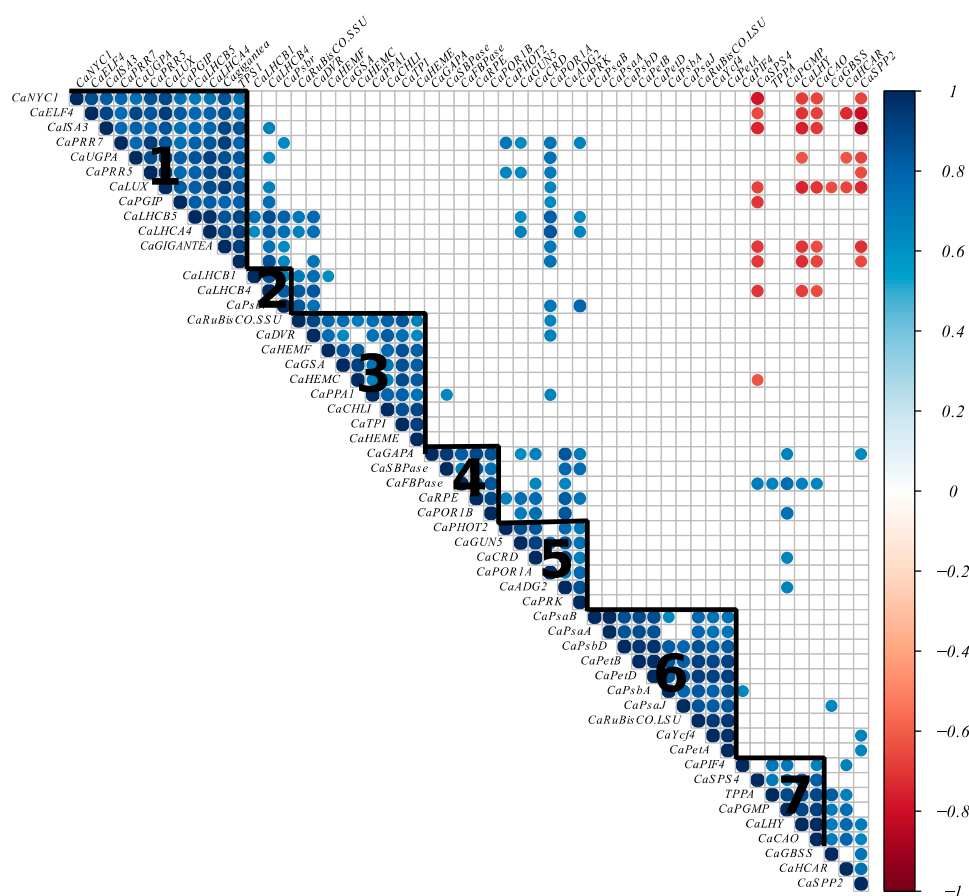 CaNYC1
CaELF4
CaISA3
CaPRR7
CaUGPA
CaPRR5
CaLUX
CaPGIP
CaLHCB5
CaLHCA4
Cagigantea
TPS1
CaLHCB1
CaLHCB4
CaPsbr
CaRuBisCO.SSU
CaDVR
CaHEMF
CaGSA
CaHEMC
CaPPA1
CaCHLI
CaTPI
CaHEME
CaGAPA
CaSBPase
CaFBPase
CaRPE
CaPOR1B
CaPHOT2
CaGUN5
CaCRD
CaPOR1A
CaADG2
CaPRK
CaPsaB
CaPsaA
CaPsbD
CaPetB
CaPetD
CaPsbA
CaPsaJ
CaRuBisCO.LSU
CaYcf4
CaPetA
CaPIF4
CaSPS4
TPPA
CaPGMP
CaLHY
CaCAO
CaGBSS
CaHCAR
CaSPP2
CaNYC1
CaELF4
CaISA3
CaPRR7
CaUGPA
CaPRR5
CaLUX
CaPGIP
CaLHCB5
CaLHCA4
CaGIGANTEA
CaLHCB1
CaLHCB4
CaRuBisCO.SSU
CaDVR
CaHEMF
CaGSA
CaHEMC
CaPPA1
CaCHLI
CaTPI
CaHEME
CaGAPA
CaSBPase
CaFBPase
CaRPE
CaPOR1B
CaPHOT2
CaGUN5
CaCRD
CaPOR1A
CaADG2
CaPRK
CaPsaB
CaPsaA
CaPsbD
CaPetB
CaPetD
CaPsbA
CaPsaJ
CaRuBisCO.LSU
CaYcf4
CaPetA
CaPIF4
CaSPS4
TPPA
CaPGMP
CaLHY
CaCAO
CaGBSS
CaHCAR
CaSPP2
1
2
3
4
5
6
7
1
0.8
0.6
0.4
0.2
0
−0.2
−0.4
−0.6
−0.8
−1